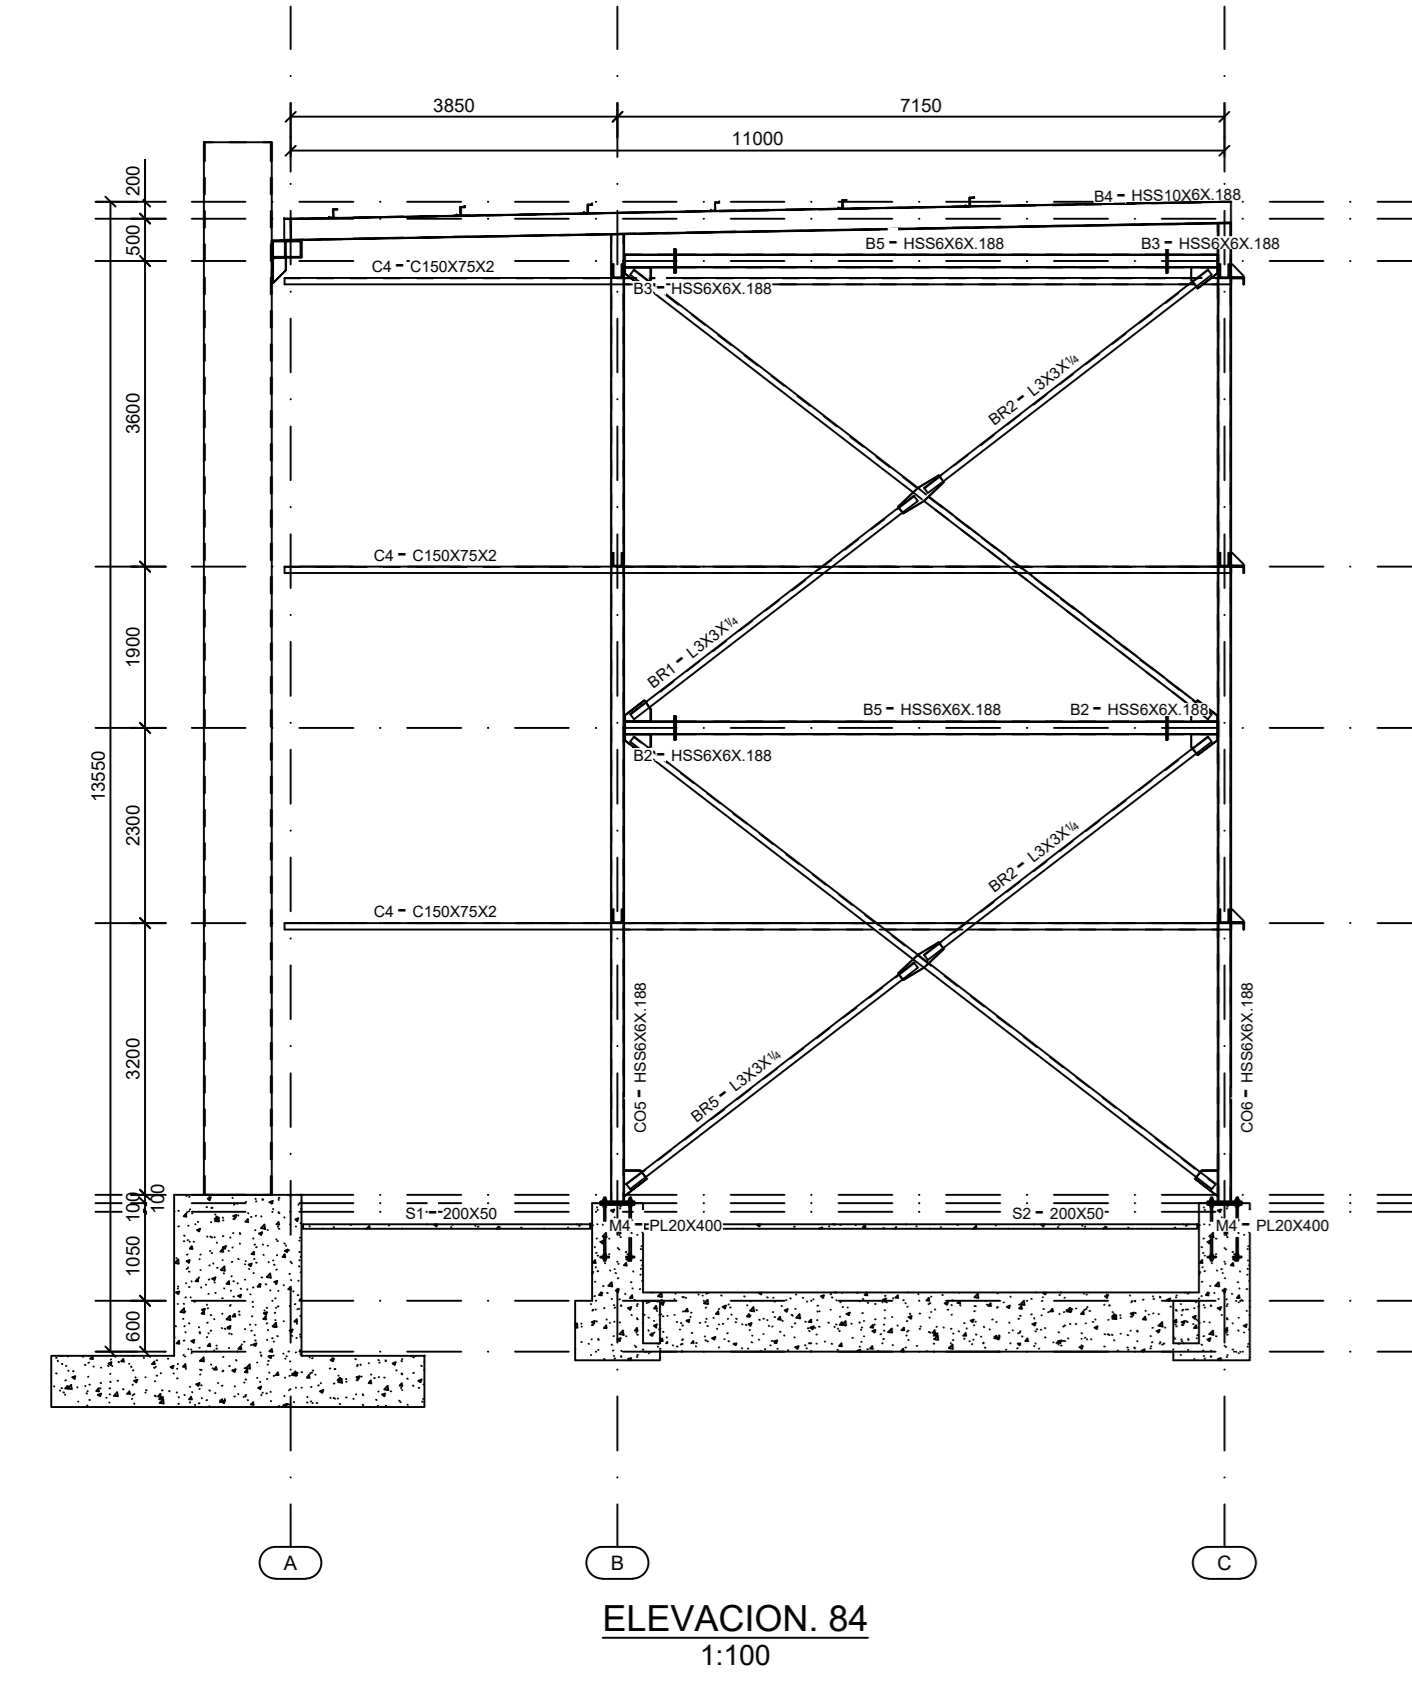 3850
7150
11000
200
B4 - HSS10X6X.188
500
B5 - HSS6X6X.188
B3 - HSS6X6X.188
C4 - C150X75X2
B3 - HSS6X6X.188
3600
BR2 - L3X3X¼
C4 - C150X75X2
1900
BR1 - L3X3X¼
B5 - HSS6X6X.188
B2 - HSS6X6X.188
B2 - HSS6X6X.188
13550
2300
BR2 - L3X3X¼
C4 - C150X75X2
3200
CO5 - HSS6X6X.188
CO6 - HSS6X6X.188
BR5 - L3X3X¼
100
100
S1 - 200X50
S2 - 200X50
M4 - PL20X400
M4 - PL20X400
1050
600
A
B
C
ELEVACION. 84
1:100